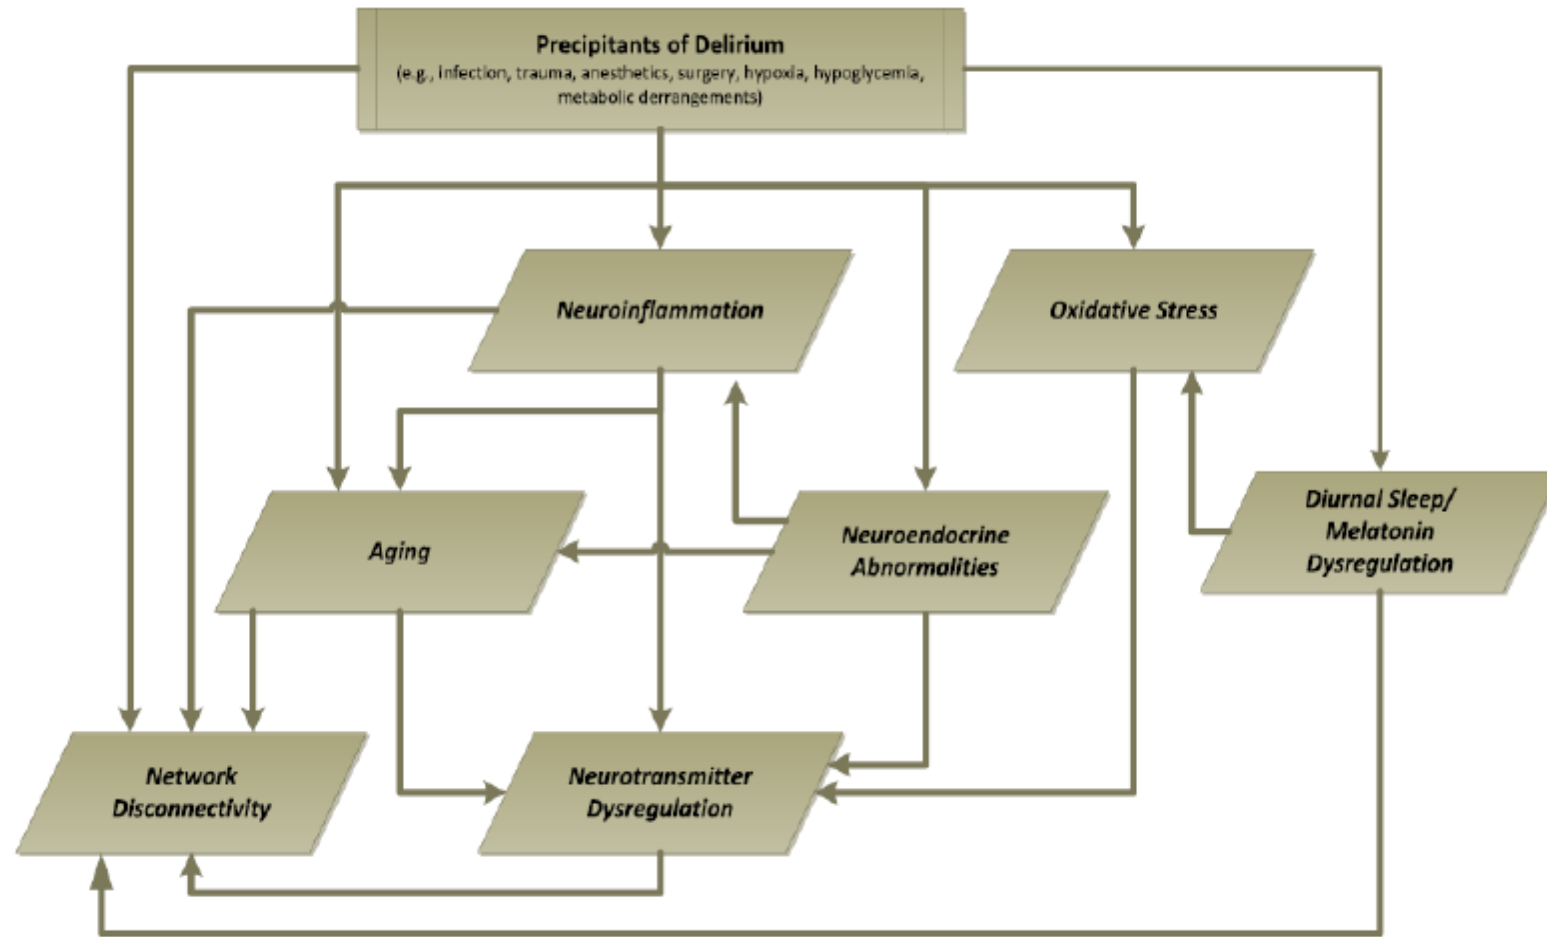 Precipitants of Delirium
(e.g., infection, trauma, anesthetics, surgery, hypoxia, hypoglycemia,
metabolic derrangements)
Neuroinflammation
Oxidative Stress
Aging
Neuroendocrine
Abnormalities
Diurnal Sleep/
Melatonin
Dysregulation
Network
Disconnectivity
Neurotransmitter
Dysregulation